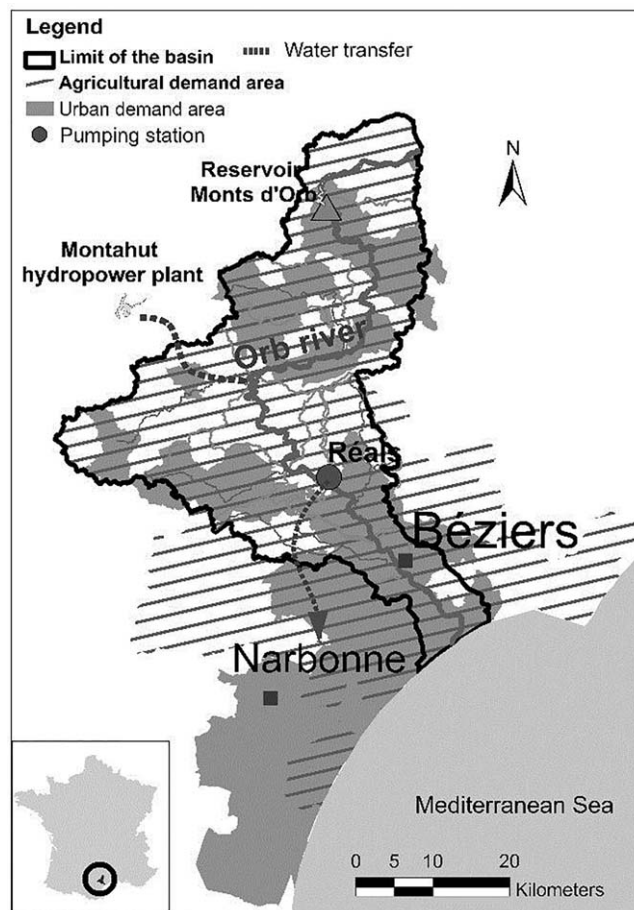 Legend
Limit of the basin
Water transfer
Agricultural demand area
Urban demand area
Pumping station
Reservoir
Monts d'Orb
N
Montahut
hydropower plant
Orb river
Réals
Béziers
Narbonne
Mediterranean Sea
0 5 10 20
Kilometers